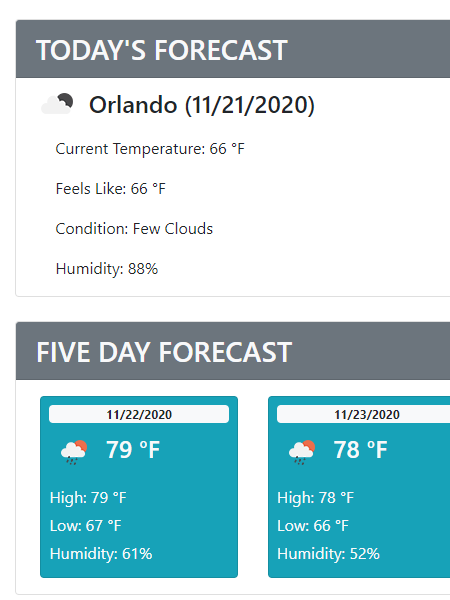 TODAY'S FORECAST
Orlando (11/21/2020)
Current Temperature: 66 °F
Feels Like: 66 °F
Condition: Few Clouds
Humidity: 88%
FIVE DAY FORECAST
11/22/2020
79 °F
High: 79 °F
Low: 67 °F
Humidity: 61%
11/23/2020
78 °F
High: 78 °F
Low: 66 °F
Humidity: 52%